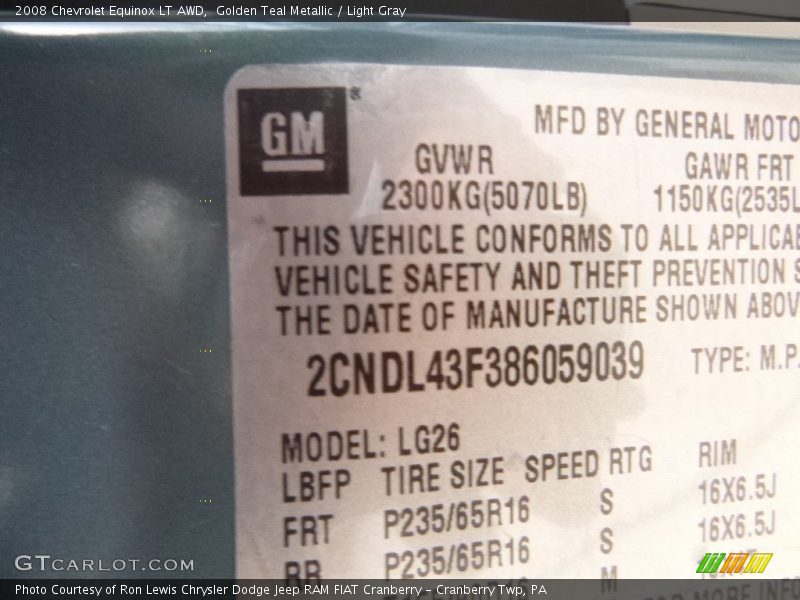 2008 Chevrolet Equinox LT AWD, Golden Teal Metallic / Light Gray
GM
®
MFD BY GENERAL MOTO
GVWR GAWR FRT
2300KG(5070LB) 1150KG(2535L
THIS VEHICLE CONFORMS TO ALL APPLICAB
VEHICLE SAFETY AND THEFT PREVENTION S
THE DATE OF MANUFACTURE SHOWN ABOV
2CNDL43F386059039 TYPE: M.P.
MODEL: LG26
LBFP TIRE SIZE SPEED RTG RIM
FRT P235/65R16 S 16X6.5J
RR P235/65R16 S 16X6.5J
M
GTCARLOT.COM
Photo Courtesy of Ron Lewis Chrysler Dodge Jeep RAM FIAT Cranberry – Cranberry Twp, PA